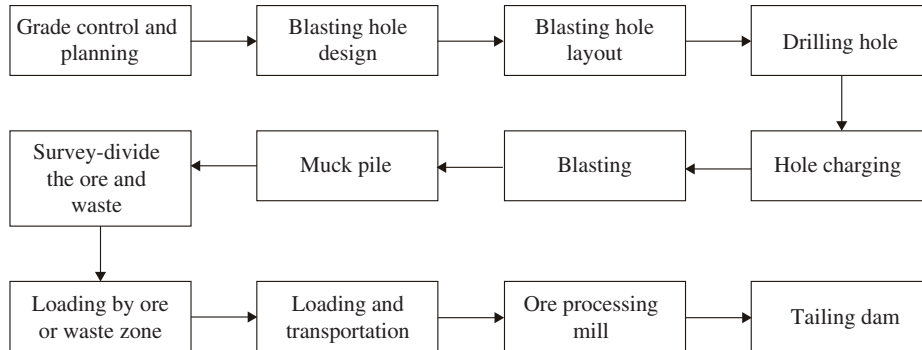 Grade control and
planning
Blasting hole
design
Blasting hole
layout
Drilling hole
Survey-divide
the ore and
waste
Muck pile
Blasting
Hole charging
Loading by ore
or waste zone
Loading and
transportation
Ore processing
mill
Tailing dam